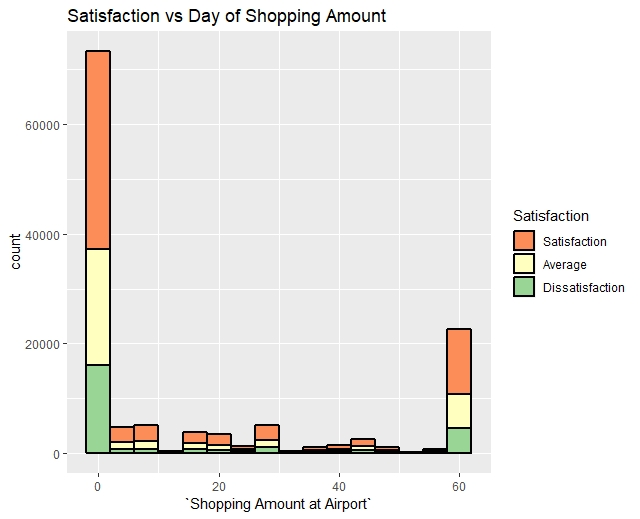 Satisfaction vs Day of Shopping Amount
60000
40000
20000
0
count
0 20 40 60
`Shopping Amount at Airport`
Satisfaction
Satisfaction
Average
Dissatisfaction